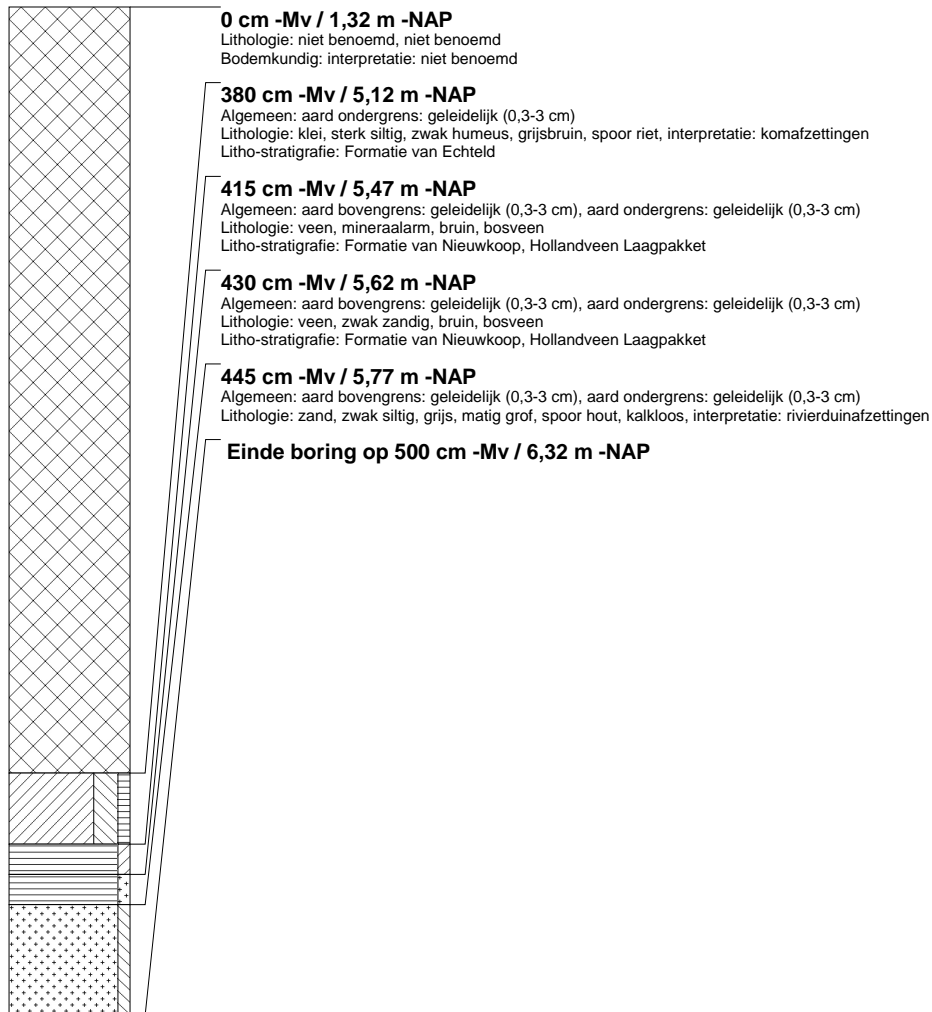 0 cm -Mv / 1,32 m -NAP
Lithologie: niet benoemd, niet benoemd
Bodemkundig: interpretatie: niet benoemd
380 cm -Mv / 5,12 m -NAP
Algemeen: aard ondergrens: geleidelijk (0,3-3 cm)
Lithologie: klei, sterk siltig, zwak humeus, grijsbruin, spoor riet, interpretatie: komafzettingen
Litho-stratigrafie: Formatie van Echteld
415 cm -Mv / 5,47 m -NAP
Algemeen: aard bovengrens: geleidelijk (0,3-3 cm), aard ondergrens: geleidelijk (0,3-3 cm)
Lithologie: veen, mineraalarm, bruin, bosveen
Litho-stratigrafie: Formatie van Nieuwkoop, Hollandveen Laagpakket
430 cm -Mv / 5,62 m -NAP
Algemeen: aard bovengrens: geleidelijk (0,3-3 cm), aard ondergrens: geleidelijk (0,3-3 cm)
Lithologie: veen, zwak zandig, bruin, bosveen
Litho-stratigrafie: Formatie van Nieuwkoop, Hollandveen Laagpakket
445 cm -Mv / 5,77 m -NAP
Algemeen: aard bovengrens: geleidelijk (0,3-3 cm), aard ondergrens: geleidelijk (0,3-3 cm)
Lithologie: zand, zwak siltig, grijs, matig grof, spoor hout, kalkloos, interpretatie: rivierduinafzettingen
Einde boring op 500 cm -Mv / 6,32 m -NAP